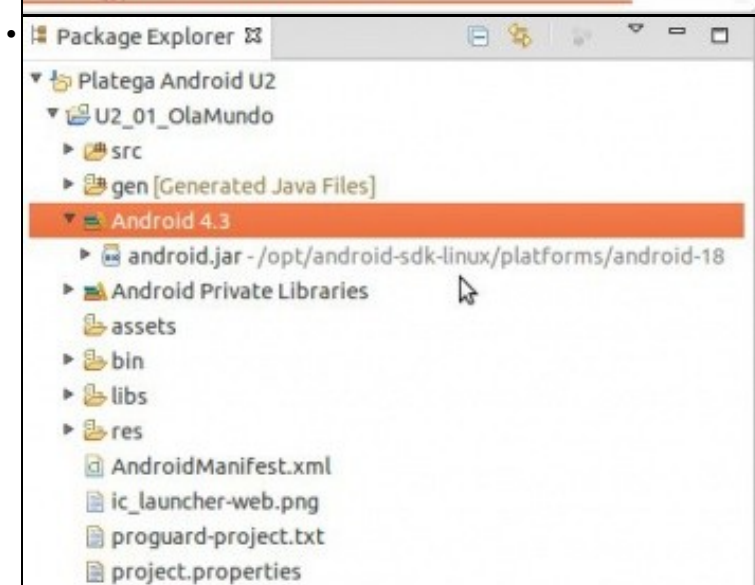 Package Explorer
Platega Android U2
U2_01_OlaMundo
src
gen [Generated Java Files]
Android 4.3
android.jar - /opt/android-sdk-linux/platforms/android-18
Android Private Libraries
assets
bin
libs
res
AndroidManifest.xml
ic_launcher-web.png
proguard-project.txt
project.properties